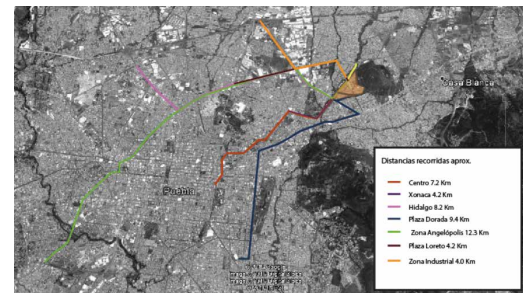 Casa Blanca
Puebla
Distancias recorridas aprox.
Centro 7.2 Km
Xonaca 4.2 Km
Hidalgo 8.2 Km
Plaza Dorada 9.4 Km
Zona Angelópolis 12.3 Km
Plaza Loreto 4.2 Km
Zona Industrial 4.0 Km